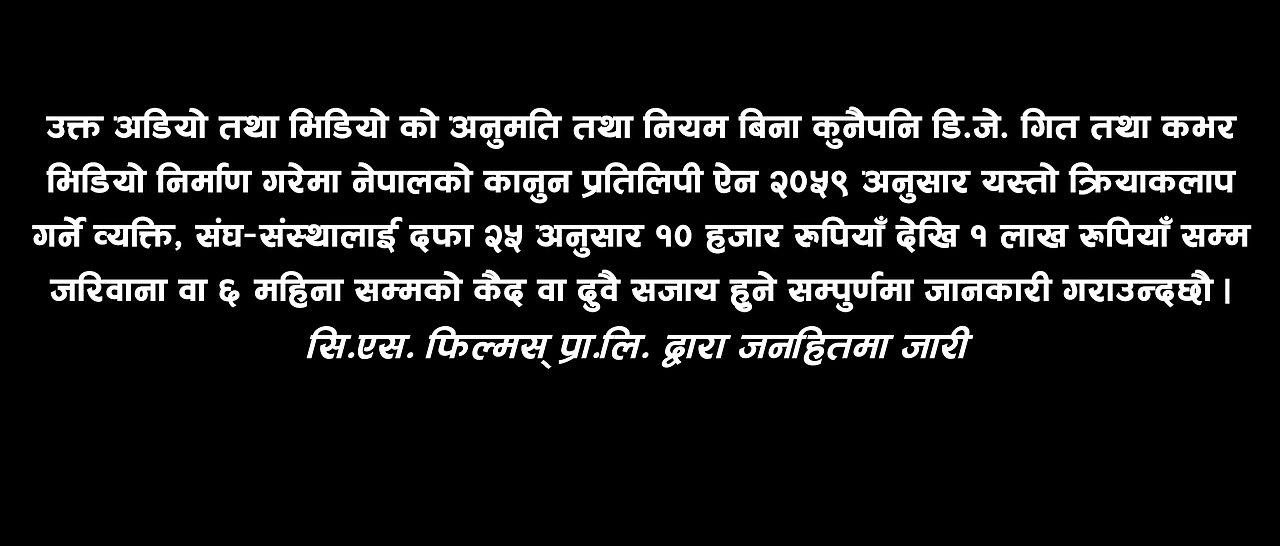 उक्त अडियो तथा भिडियो को अनुमति तथा नियम बिना कुनैपनि डि.जे. गित तथा कभर
भिडियो निर्माण गरेमा नेपालको कानुन प्रतिलिपी ऐन २०५९ अनुसार यस्तो क्रियाकलाप
गर्ने व्यक्ति, संघ-संस्थालाई दफा २५ अनुसार १० हजार रूपियाँ देखि १ लाख रूपियाँ सम्म
जरिवाना वा ६ महिना सम्मको कैद वा दुवै सजाय हुने सम्पुर्णमा जानकारी गराउन्दछौ ।
सि.एस. फिल्मस् प्रा.लि. द्वारा जनहितमा जारी